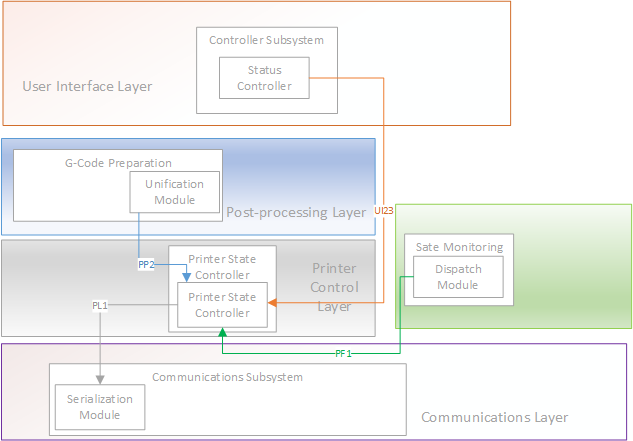 Controller Subsystem
Status
Controller
User Interface Layer
G-Code Preparation
Unification
Module
Post-processing Layer
UI23
Sate Monitoring
Dispatch
Module
Printer State
Controller
Printer State
Controller
Printer
Control
Layer
PP2
PL1
PF1
Communications Subsystem
Serialization
Module
Communications Layer